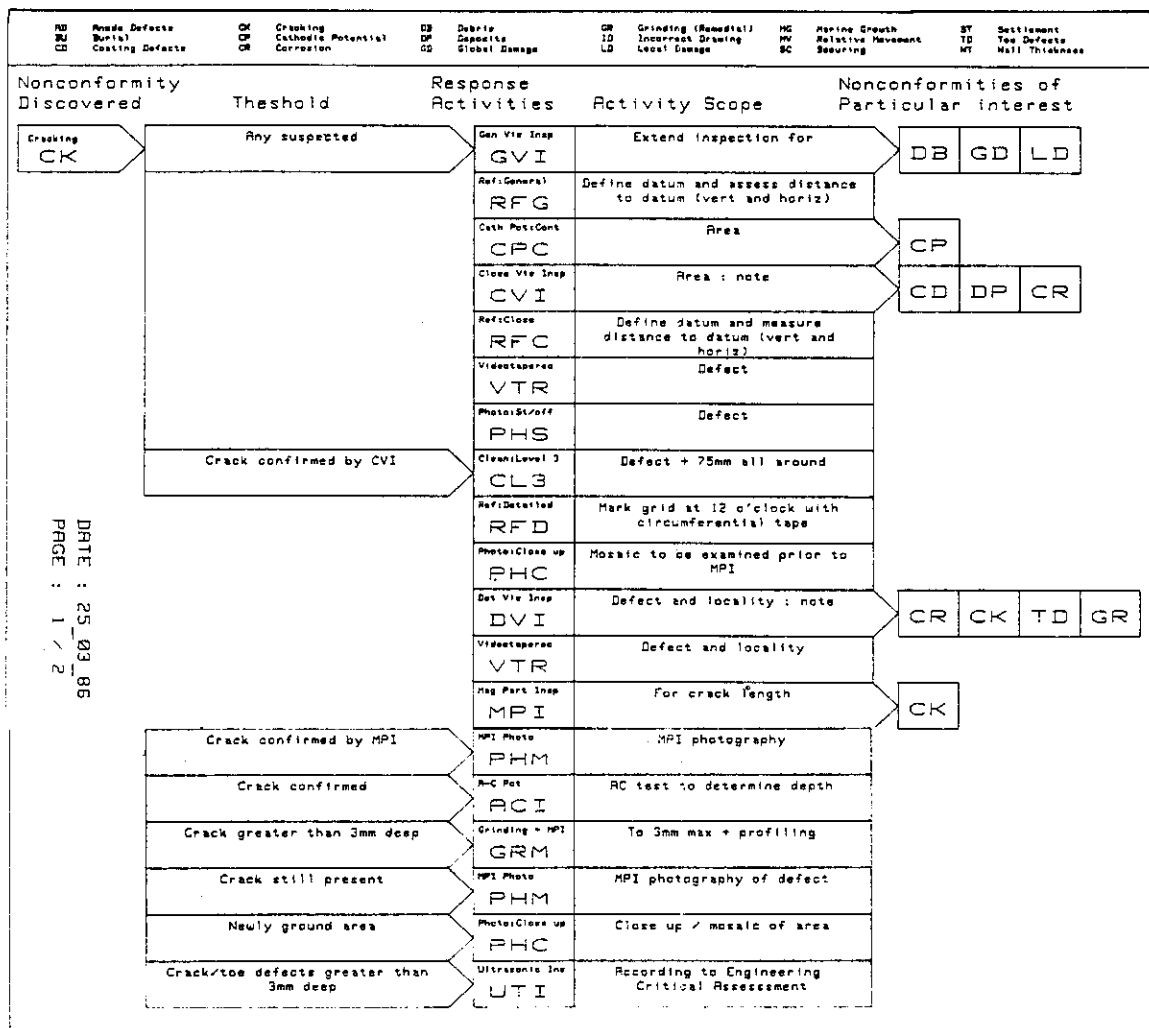 AD Anode Defects CK Cracking DB Debris GR Grinding (Remedial) MG Marine Growth ST Settlement
BU Burial CP Cathodic Potential DP Deposits ID Incorrect Drawing MV Relative Movement TD Toe Defects
CD Coating Defects CR Corrosion GD Global Damage LD Local Damage SC Securing WT Wall Thickness
Nonconformity Discovered Theshold Response Activities Activity Scope Nonconformities of Particular interest
Cracking
CK
Any suspected
Gen Vis Insp
GVI
Extend inspection for
DB GD LD
Ref:General
RFG
Define datum and assess distance
to datum (vert and horiz)
Cath Pot:Cont
CPC
Area
CP
Close Vis Insp
CVI
Area : note
CD DP CR
Ref:Close
RFC
Define datum and measure
distance to datum (vert and
horiz)
Videotaperec
VTR
Defect
Photo:St/off
PHS
Defect
Crack confirmed by CVI
Clean:Level 3
CL3
Defect + 75mm all around
Ref:Detailed
RFD
Mark grid at 12 o'clock with
circumferential tape
Photo:Close up
PHC
Mosaic to be examined prior to
MPI
Det Vis Insp
DVI
Defect and locality : note
CR CK TD GR
Videotaperec
VTR
Defect and locality
Mag Part Insp
MPI
For crack length
CK
Crack confirmed by MPI
MPI Photo
PHM
MPI photography
Crack confirmed
A-C Pot
ACI
AC test to determine depth
Crack greater than 3mm deep
Grinding + MPI
GRM
To 3mm max + profiling
Crack still present
MPI Photo
PHM
MPI photography of defect
Newly ground area
Photo:Close up
PHC
Close up / mosaic of area
Crack/toe defects greater than
3mm deep
Ultrasonic Ins
UTI
According to Engineering
Critical Assessment
DATE : 25_03_86
PAGE : 1 / 2